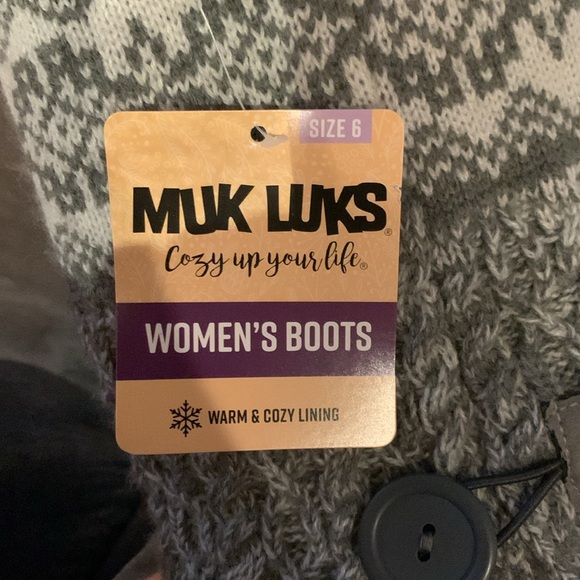 SIZE 6
MUK LUKS®
Cozy up your life®
WOMEN'S BOOTS
WARM & COZY LINING